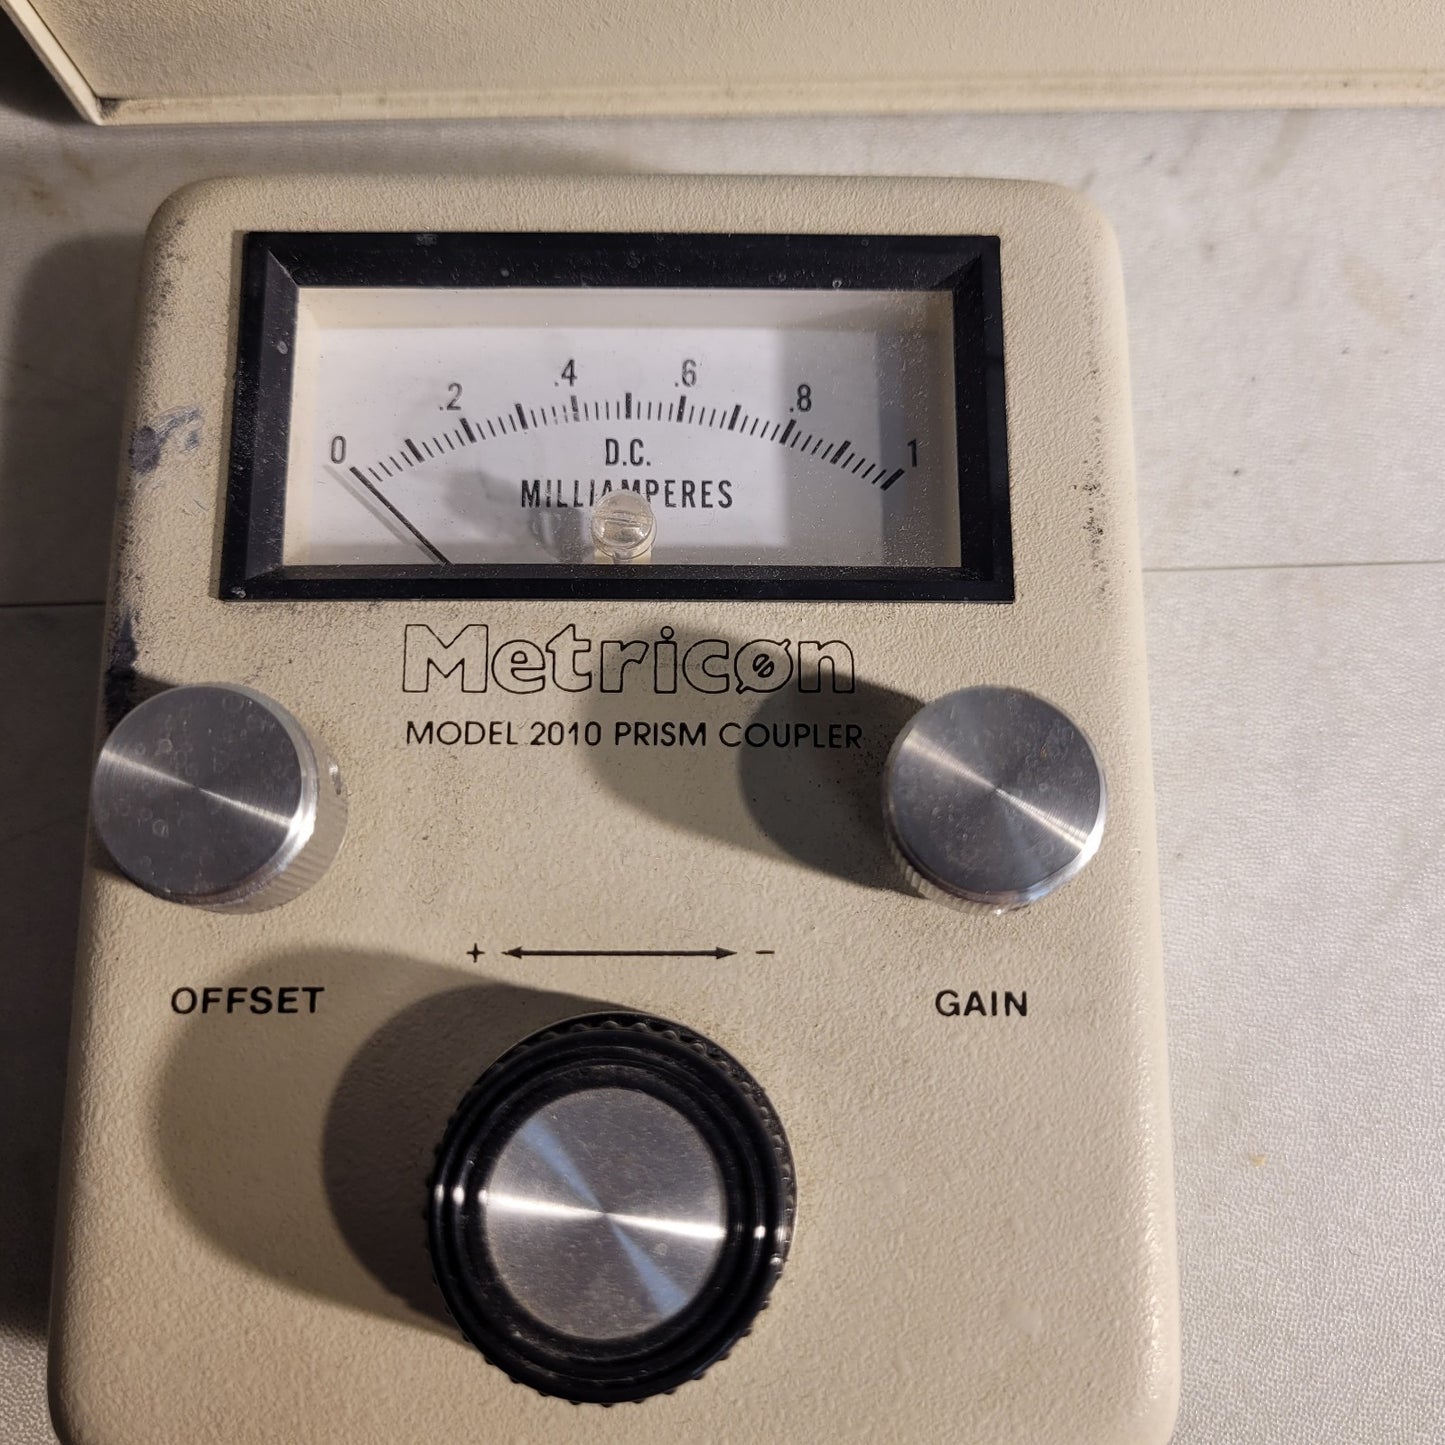 0 .2 .4 .6 .8 1
D.C.
MILLIAMPERES
Metricon
MODEL 2010 PRISM COUPLER
+ −
OFFSET GAIN